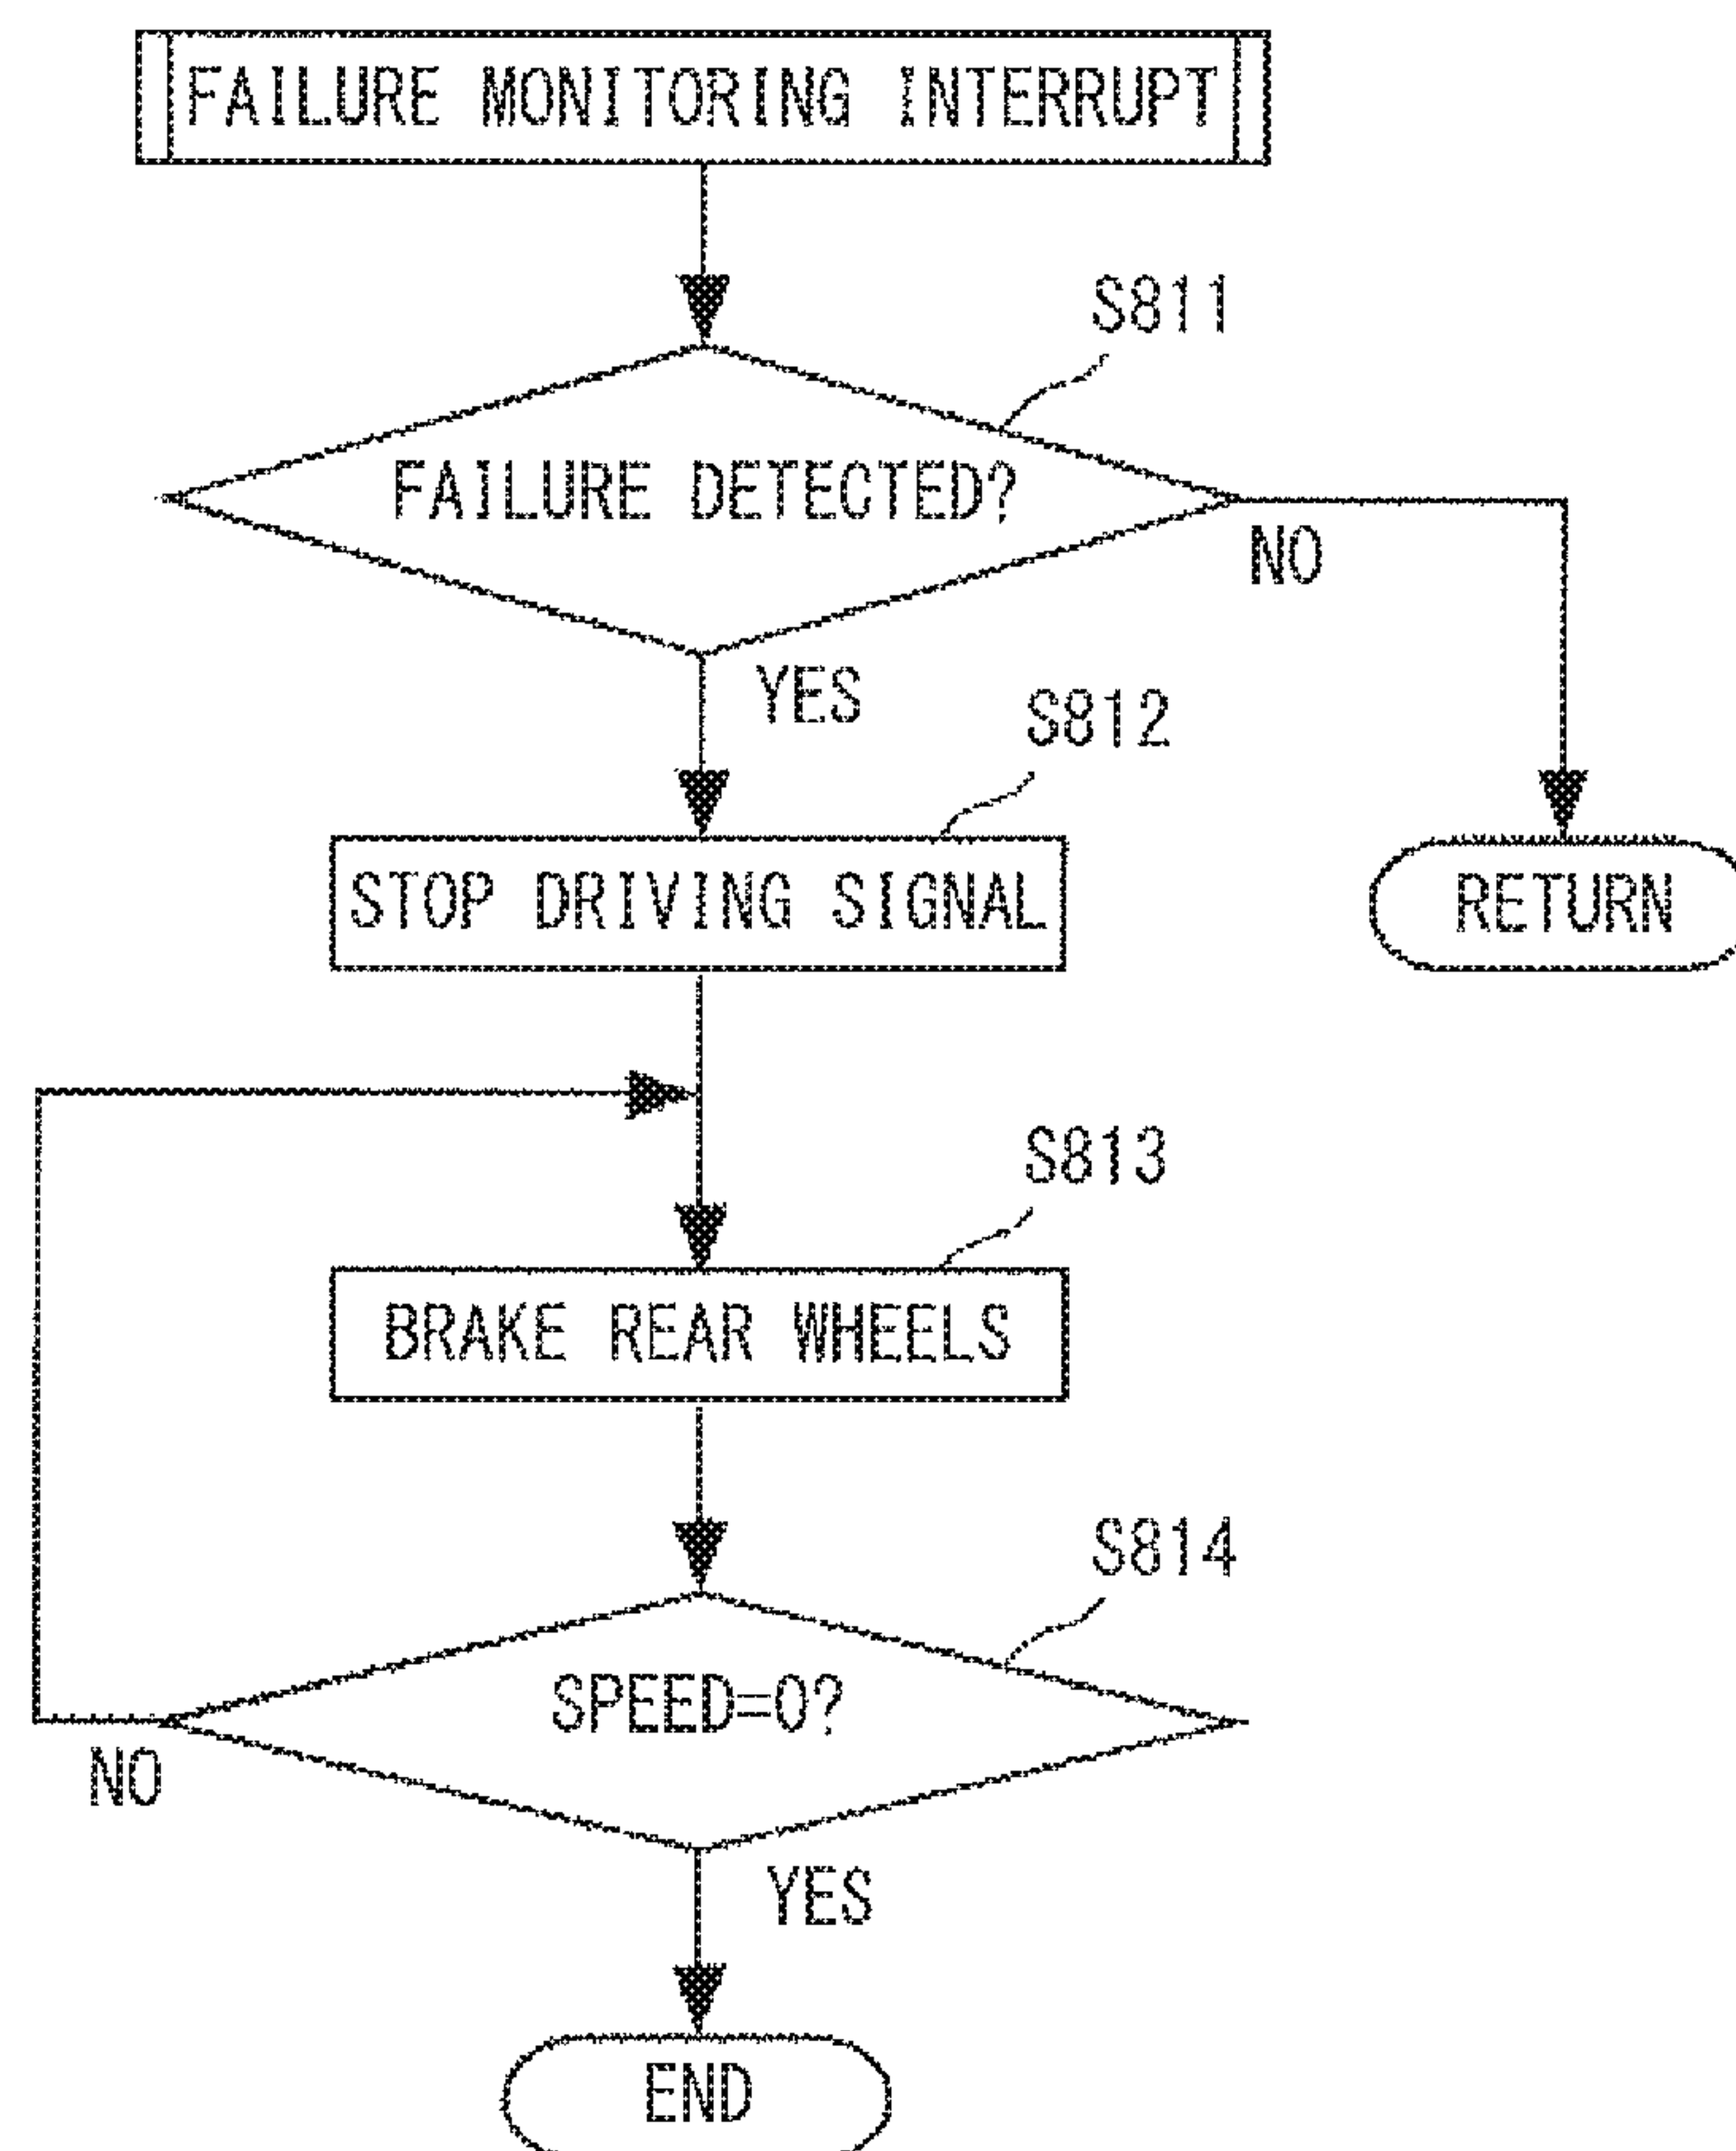 FAILURE MONITORING INTERRUPT
S811
FAILURE DETECTED?
NO
YES
S812
STOP DRIVING SIGNAL
RETURN
S813
BRAKE REAR WHEELS
S814
SPEED=0?
NO
YES
END